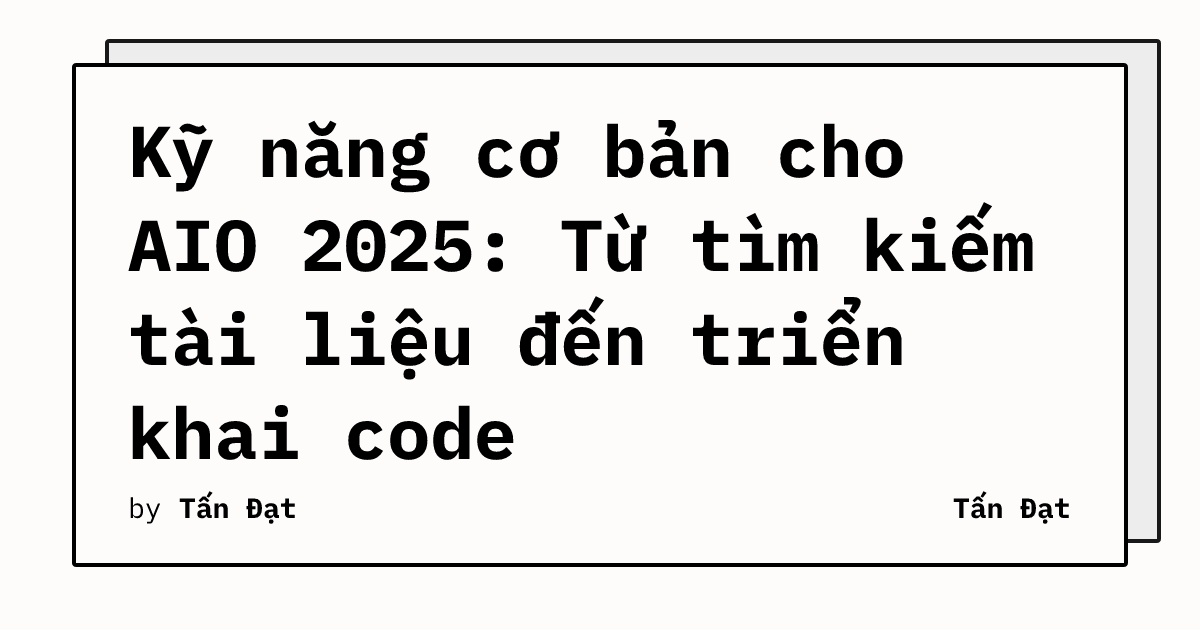 Kỹ năng cơ bản cho
AIO 2025: Từ tìm kiếm
tài liệu đến triển
khai code
by Tấn Đạt
Tấn Đạt